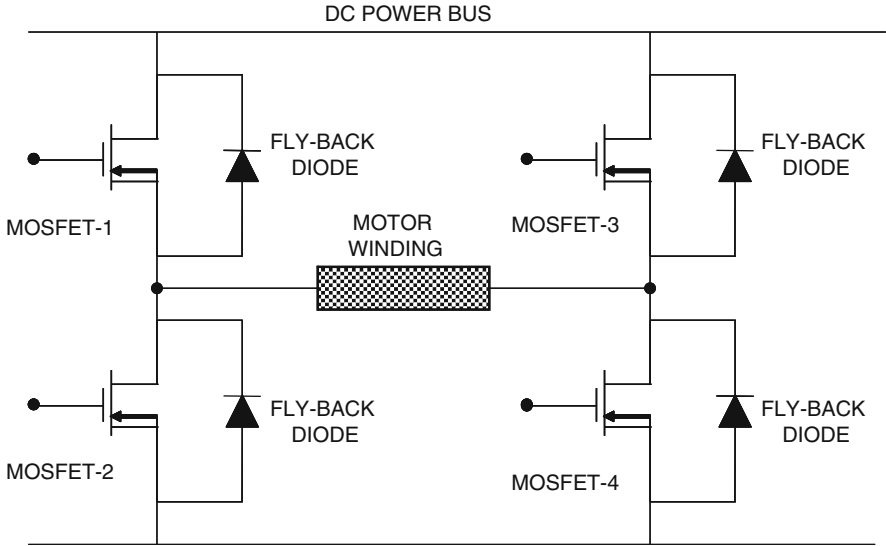 DC POWER BUS
FLY-BACK
DIODE
FLY-BACK
DIODE
MOSFET-1
MOTOR
WINDING
MOSFET-3
FLY-BACK
DIODE
FLY-BACK
DIODE
MOSFET-2
MOSFET-4